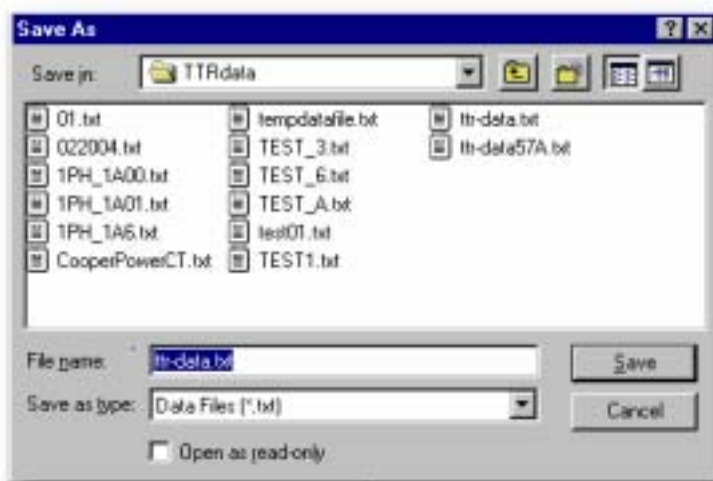 Save As
Save in: TTRdata
01.txt tempdatafile.txt ttr-data.txt
022004.txt TEST_3.txt ttr-data57A.txt
1PH_1A00.txt TEST_6.txt
1PH_1A01.txt TEST_A.txt
1PH_1A6.txt test01.txt
CooperPowerCT.txt TEST1.txt
File name: ttr-data.txt Save
Save as type: Data Files (*.txt) Cancel
Open as read-only